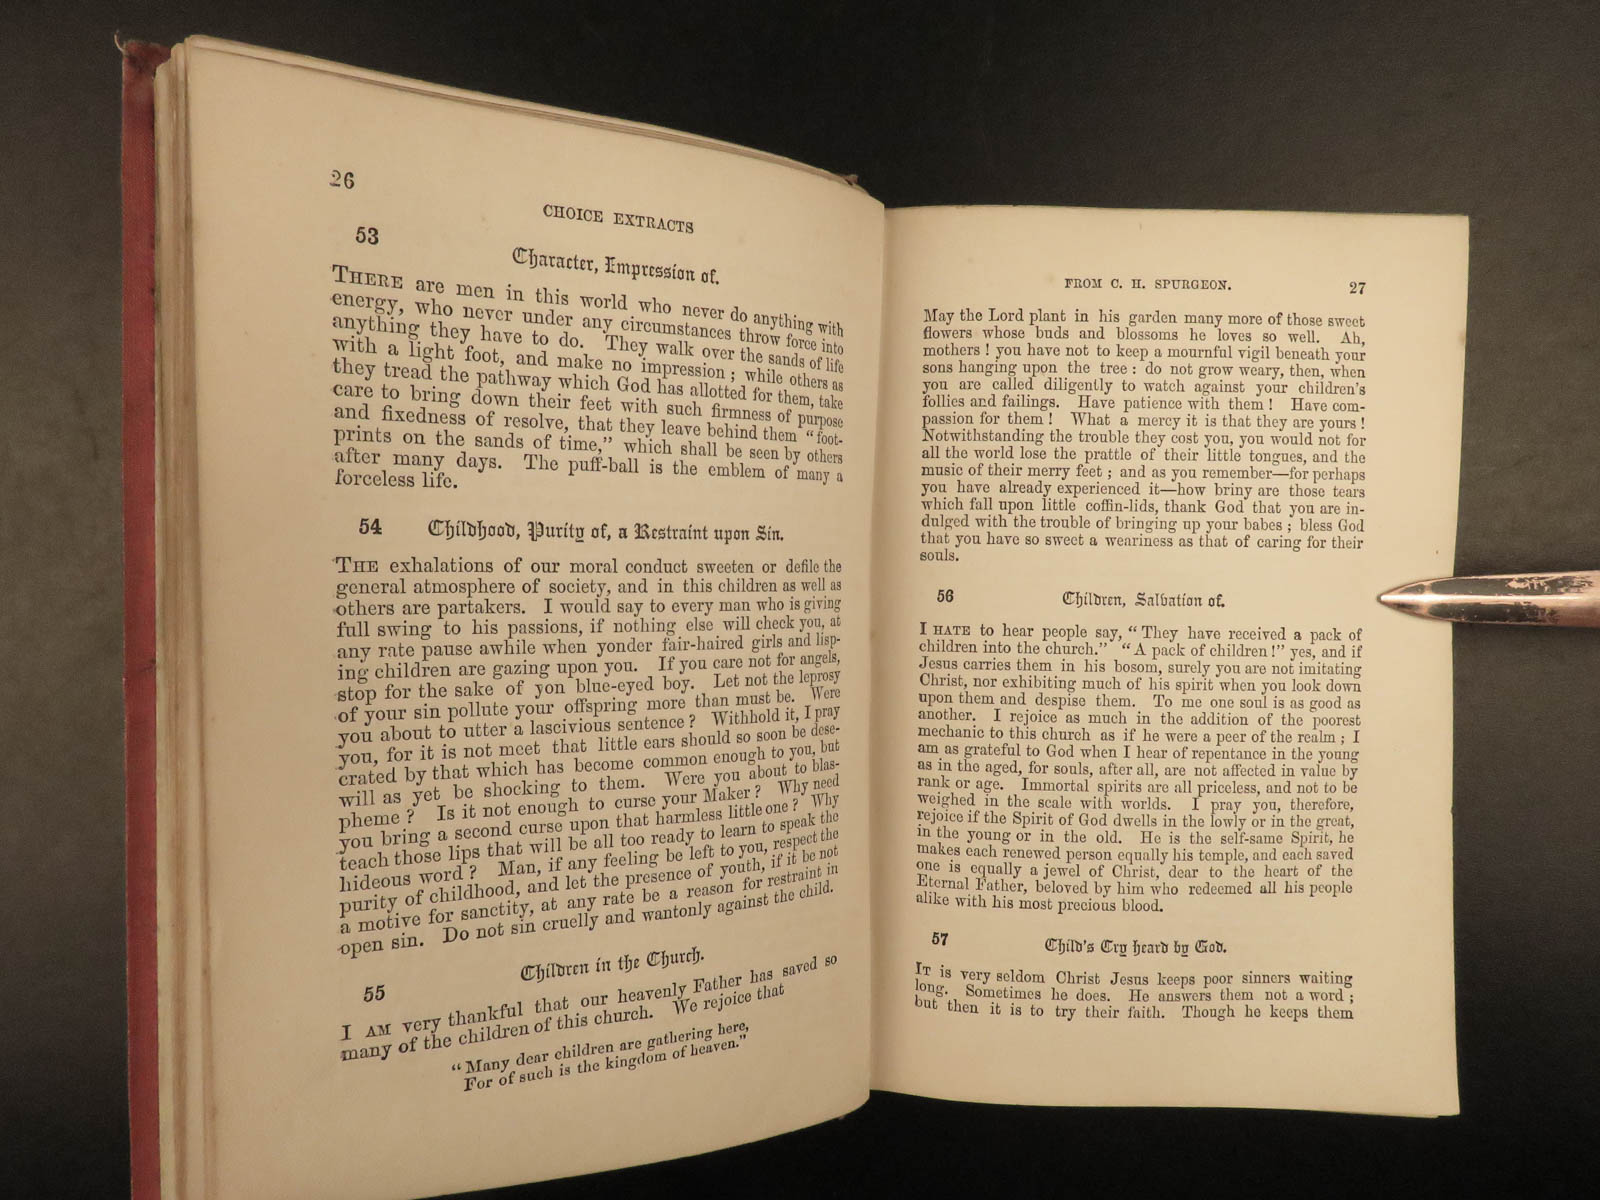 26
CHOICE EXTRACTS
53
Character, Impression of.
THERE are men in this world who never do anything with
energy, who never under any circumstances throw force into
anything they have to do. They walk over the sands of life
with a light foot, and make no impression; while others as
they tread the pathway which God has allotted for them, take
care to bring down their feet with such firmness of purpose
and fixedness of resolve, that they leave behind them "foot-
prints on the sands of time," which shall be seen by others
after many days. The puff-ball is the emblem of many a
forceless life.
54 Childhood, Purity of, a Restraint upon Sin.
THE exhalations of our moral conduct sweeten or defile the
general atmosphere of society, and in this children as well as
others are partakers. I would say to every man who is giving
full swing to his passions, if nothing else will check you, at
any rate pause awhile when yonder fair-haired girls and lisp-
ing children are gazing upon you. If you care not for angels,
stop for the sake of yon blue-eyed boy. Let not the leprosy
of your sin pollute your offspring more than must be. Were
you about to utter a lascivious sentence? Withhold it, I pray
you, for it is not meet that little ears should so soon be dese-
crated by that which has become common enough to you, but
will as yet be shocking to them. Were you about to blas-
pheme? Is it not enough to curse your Maker? Why need
you bring a second curse upon that harmless little one? Why
teach those lips that will be all too ready to learn to speak the
hideous word? Man, if any feeling be left to you, respect the
purity of childhood, and let the presence of youth, if it be not
a motive for sanctity, at any rate be a reason for restraint in
open sin. Do not sin cruelly and wantonly against the child.
55
Children in the Church.
I AM very thankful that our heavenly Father has saved so
many of the children of this church. We rejoice that
"Many dear children are gathering here,
For of such is the kingdom of heaven."
FROM C. H. SPURGEON. 27
May the Lord plant in his garden many more of those sweet
flowers whose buds and blossoms he loves so well. Ah,
mothers! you have not to keep a mournful vigil beneath your
sons hanging upon the tree: do not grow weary, then, when
you are called diligently to watch against your children's
follies and failings. Have patience with them! Have com-
passion for them! What a mercy it is that they are yours!
Notwithstanding the trouble they cost you, you would not for
all the world lose the prattle of their little tongues, and the
music of their merry feet; and as you remember—for perhaps
you have already experienced it—how briny are those tears
which fall upon little coffin-lids, thank God that you are in-
dulged with the trouble of bringing up your babes; bless God
that you have so sweet a weariness as that of caring for their
souls.
56 Children, Salvation of.
I HATE to hear people say, "They have received a pack of
children into the church." "A pack of children!" yes, and if
Jesus carries them in his bosom, surely you are not imitating
Christ, nor exhibiting much of his spirit when you look down
upon them and despise them. To me one soul is as good as
another. I rejoice as much in the addition of the poorest
mechanic to this church as if he were a peer of the realm; I
am as grateful to God when I hear of repentance in the young
as in the aged, for souls, after all, are not affected in value by
rank or age. Immortal spirits are all priceless, and not to be
weighed in the scale with worlds. I pray you, therefore,
rejoice if the Spirit of God dwells in the lowly or in the great,
in the young or in the old. He is the self-same Spirit, he
makes each renewed person equally his temple, and each saved
one is equally a jewel of Christ, dear to the heart of the
Eternal Father, beloved by him who redeemed all his people
alike with his most precious blood.
57 Child's Cry heard by God.
IT is very seldom Christ Jesus keeps poor sinners waiting
long. Sometimes he does. He answers them not a word;
but then it is to try their faith. Though he keeps them